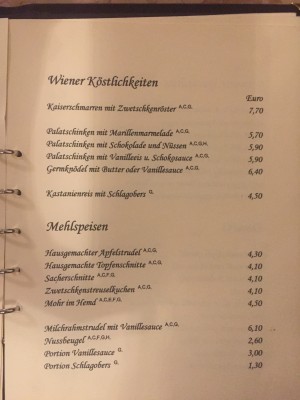 Wiener Köstlichkeiten
Euro
Kaiserschmarren mit Zwetschkenröster A,C,G, 7,70
Palatschinken mit Marillenmarmelade A,C,G, 5,70
Palatschinken mit Schokolade und Nüssen A,C,G,H, 5,90
Palatschinken mit Vanilleeis u. Schokosauce A,C,G, 5,90
Germknödel mit Butter oder Vanillesauce A,C,G, 6,40
Kastanienreis mit Schlagobers G, 4,50
Mehlspeisen
Hausgemachter Apfelstrudel A,C,G, 4,30
Hausgemachte Topfenschnitte A,C,G, 4,10
Sacherschnitte A,C,F,G, 4,10
Zwetschkenstreuselkuchen A,C,G, 4,10
Mohr im Hemd A,C,E,F,G, 4,50
Milchrahmstrudel mit Vanillesauce A,C,G, 6,10
Nussbeugel A,C,F,G,H, 2,60
Portion Vanillesauce G, 3,00
Portion Schlagobers G, 1,30